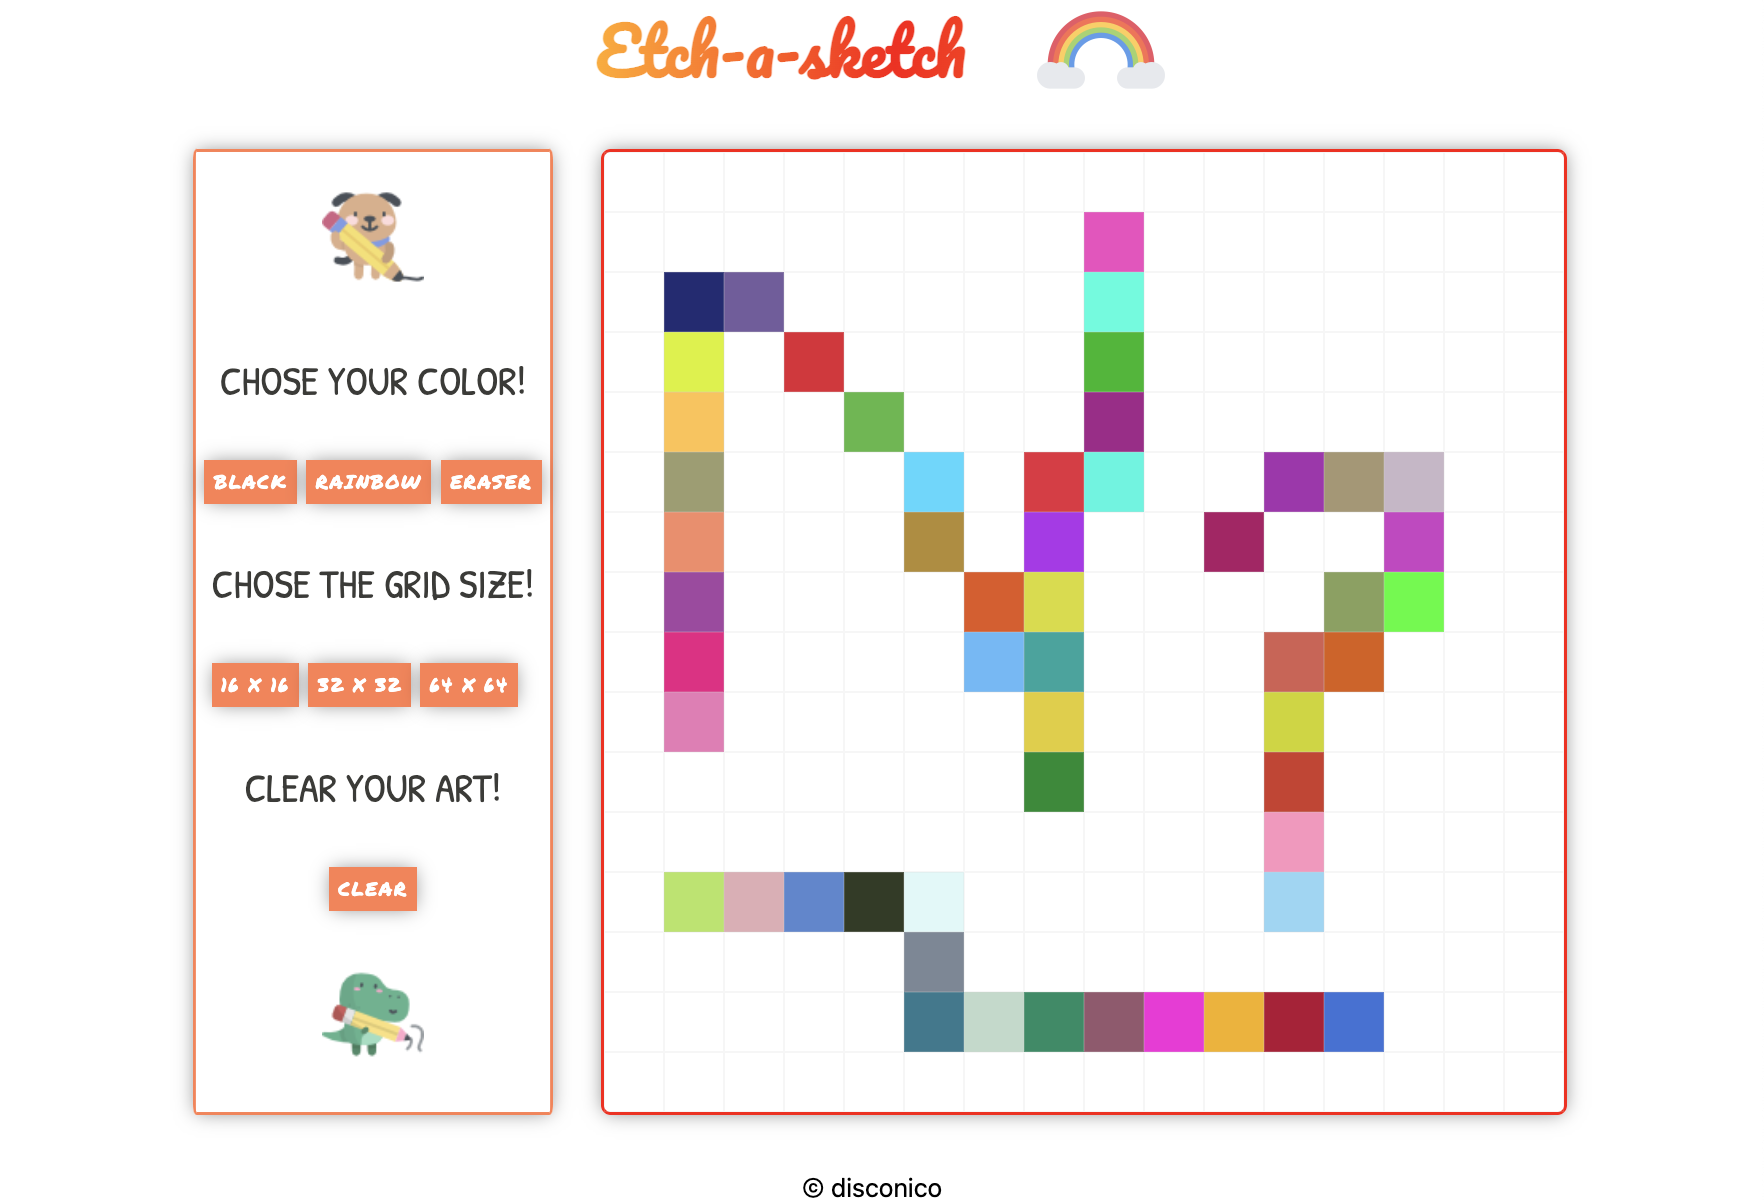 Etch-a-sketch
CHOSE YOUR COLOR!
BLACK RAINBOW ERASER
CHOSE THE GRID SIZE!
16 X 16 32 X 32 64 X 64
CLEAR YOUR ART!
CLEAR
© disconico